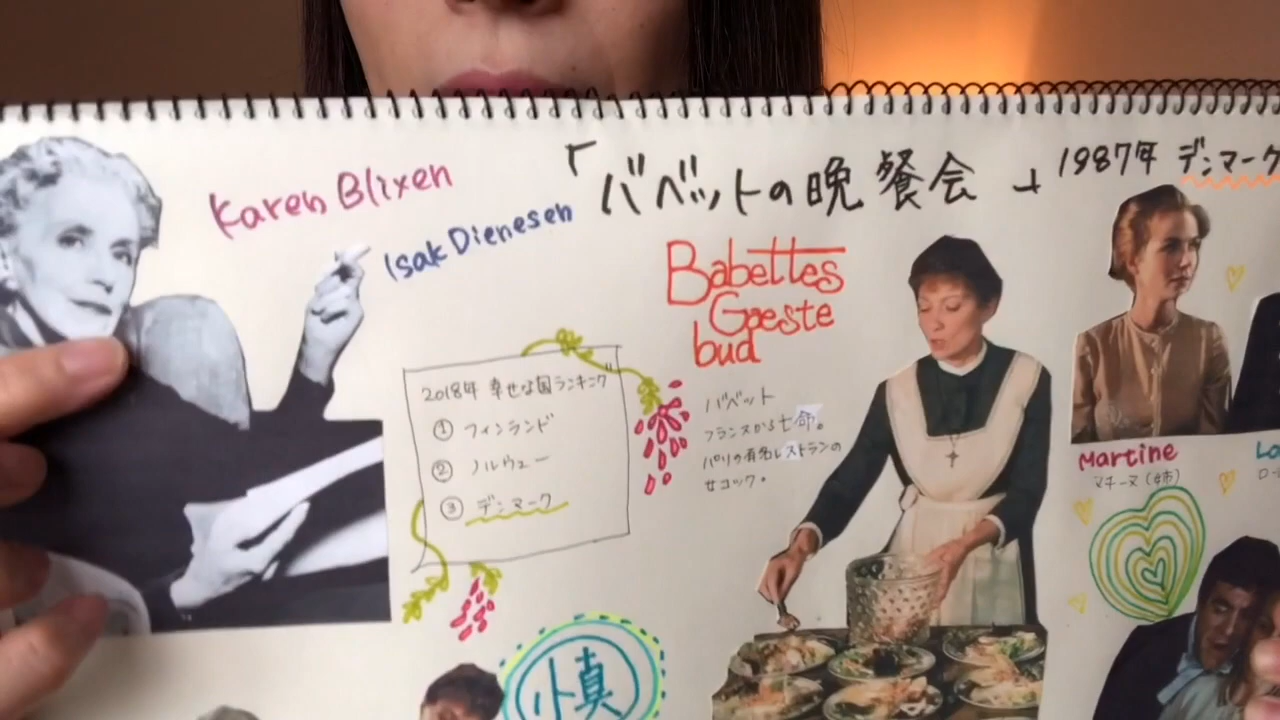 Karen Blixen
Isak Dienesen
「バベットの晩餐会」
1987年 デンマーク
Babettes
Gaeste
bud
2018年 幸せな国ランキング
① フィンランド
② ノルウェー
③ デンマーク
バベット
フランスから亡命。
パリの有名レストランの
女コック。
Martine
マチーヌ(姉)
Lo
ロー
慎